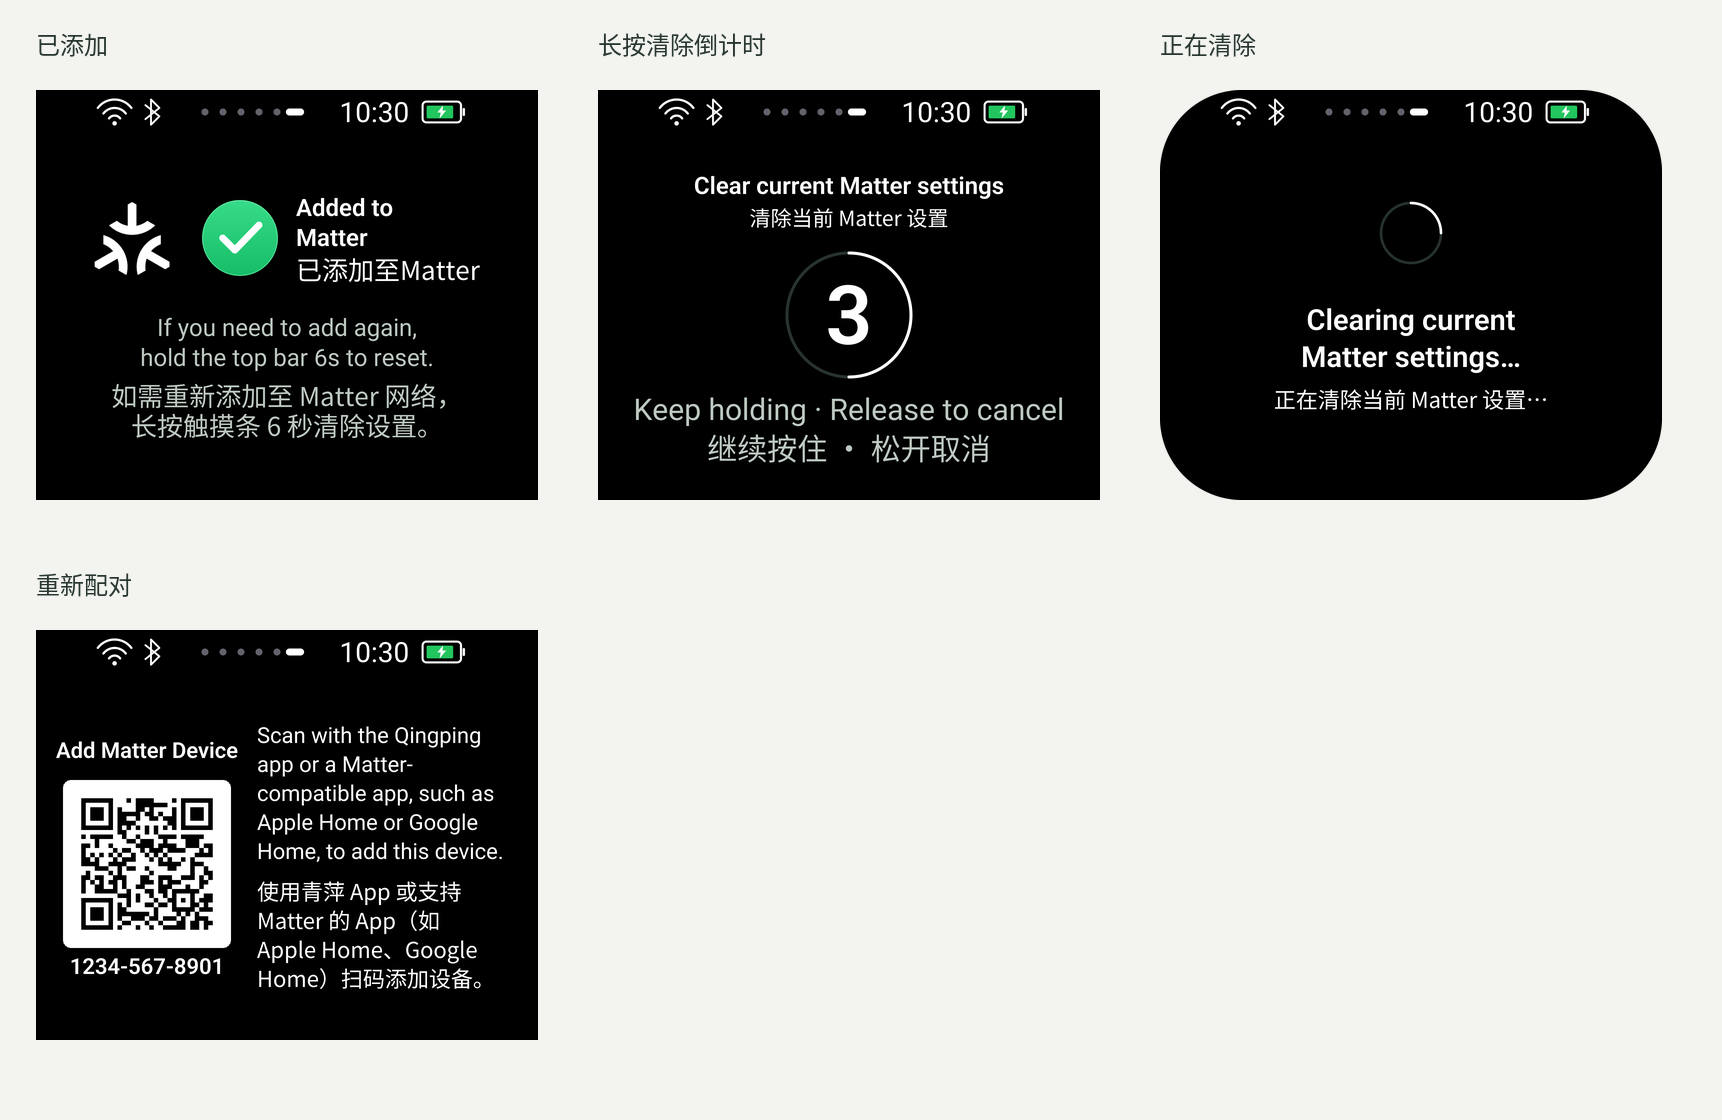 已添加
10:30
Added to
Matter
已添加至Matter
If you need to add again,
hold the top bar 6s to reset.
如需重新添加至 Matter 网络，
长按触摸条 6 秒清除设置。
长按清除倒计时
10:30
Clear current Matter settings
清除当前 Matter 设置
3
Keep holding · Release to cancel
继续按住 · 松开取消
正在清除
10:30
Clearing current
Matter settings...
正在清除当前 Matter 设置···
重新配对
10:30
Add Matter Device
1234-567-8901
Scan with the Qingping
app or a Matter-
compatible app, such as
Apple Home or Google
Home, to add this device.
使用青萍 App 或支持
Matter 的 App（如
Apple Home、Google
Home）扫码添加设备。